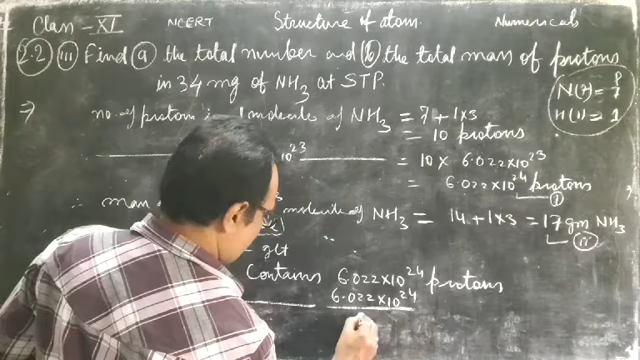 Class - XI NCERT Structure of atom. Numericals
2.2 iii Find a the total number and b the total mass of protons
in 34 mg of NH3 at STP.
P
N(7) = 7
H(1) = 1
⇒ no. of protons in 1 molecule of NH3 = 7 + 1×3
= 10 protons
10^23 = 10 × 6.022×10^23
= 6.022×10^24 protons
i
∴ mass molecule of NH3 = 14 + 1×3 = 17 gm NH3
ii
Contains 6.022×10^24 protons
6.022×10^24